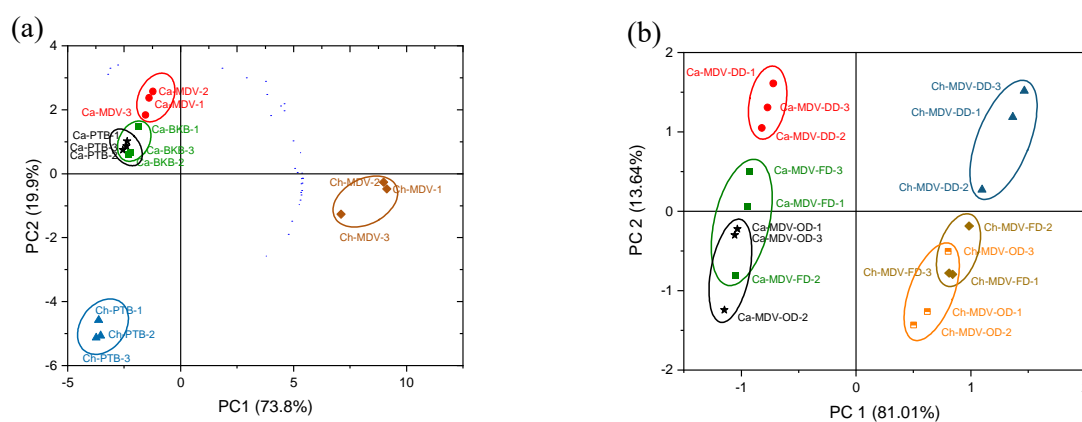 (a)
4
2
0
-2
-4
-6
PC2 (19.9%)
Ca-MDV-2
Ca-MDV-1
Ca-MDV-3
Ca-BKB-1
Ca-PTB-1
Ca-PTB-3
Ca-BKB-3
Ca-PTB-2
Ca-BKB-2
Ch-MDV-2
Ch-MDV-1
Ch-MDV-3
Ch-PTB-1
Ch-PTB-2
Ch-PTB-3
-5
0
5
10
PC1 (73.8%)
(b)
2
1
0
-1
-2
PC 2 (13.64%)
Ca-MDV-DD-1
Ca-MDV-DD-3
Ca-MDV-DD-2
Ch-MDV-DD-3
Ch-MDV-DD-1
Ch-MDV-DD-2
Ca-MDV-FD-3
Ca-MDV-FD-1
Ca-MDV-OD-1
Ca-MDV-OD-3
Ca-MDV-FD-2
Ca-MDV-OD-2
Ch-MDV-FD-2
Ch-MDV-OD-3
Ch-MDV-FD-3
Ch-MDV-FD-1
Ch-MDV-OD-1
Ch-MDV-OD-2
-1
0
1
PC 1 (81.01%)